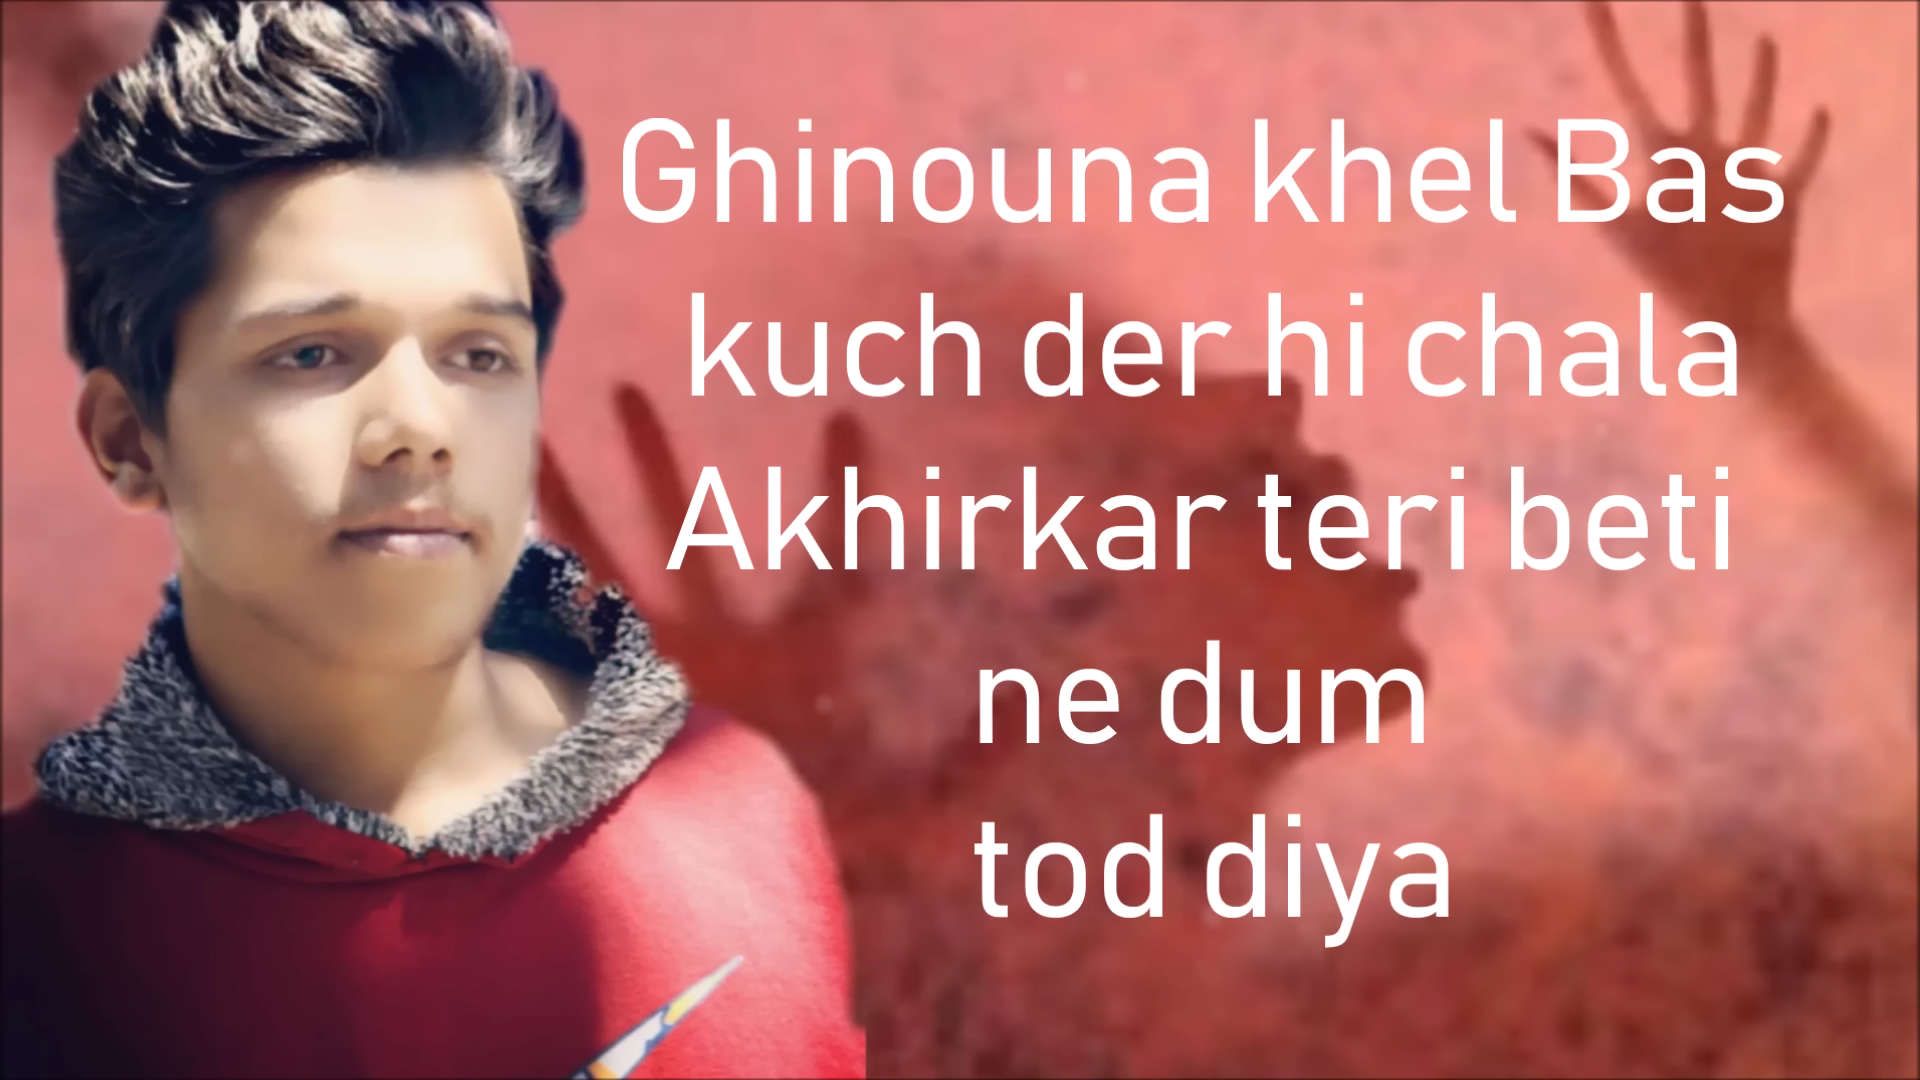 Ghinouna khel Bas
kuch der hi chala
Akhirkar teri beti
ne dum
tod diya